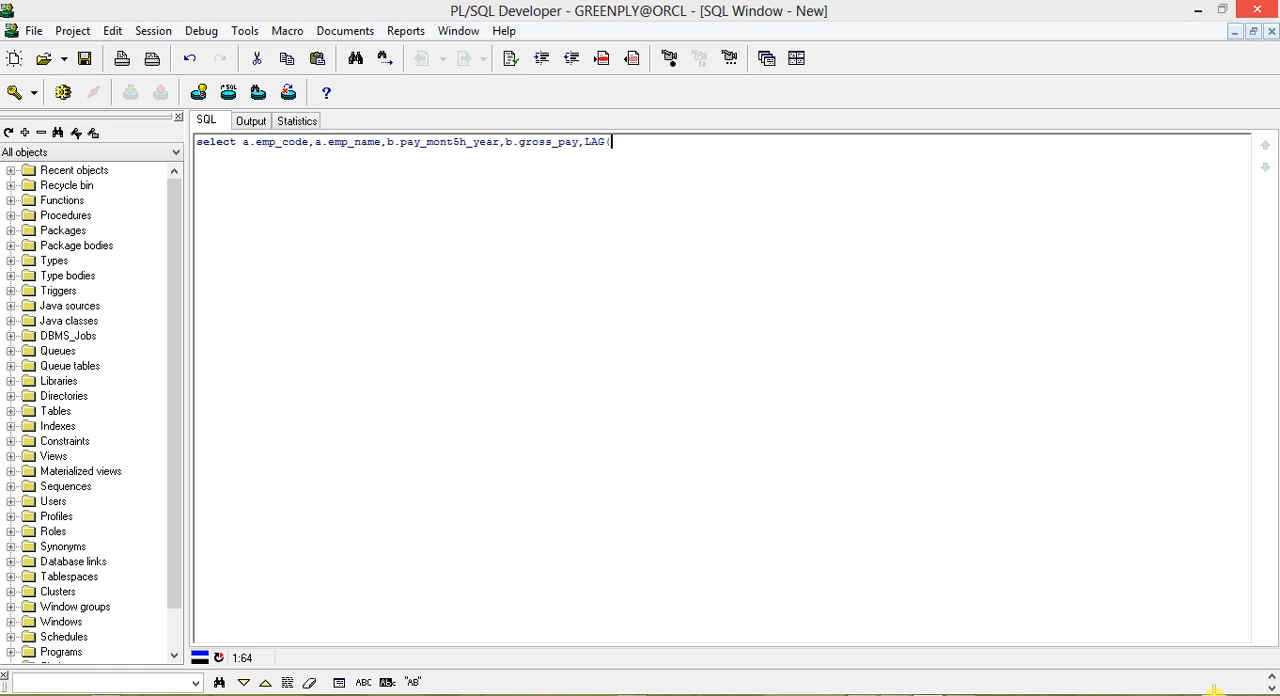 PL/SQL Developer - GREENPLY@ORCL - [SQL Window - New]
File Project Edit Session Debug Tools Macro Documents Reports Window Help
SQL Output Statistics
select a.emp_code,a.emp_name,b.pay_mont5h_year,b.gross_pay,LAG(
All objects
Recent objects
Recycle bin
Functions
Procedures
Packages
Package bodies
Types
Type bodies
Triggers
Java sources
Java classes
DBMS_Jobs
Queues
Queue tables
Libraries
Directories
Tables
Indexes
Constraints
Views
Materialized views
Sequences
Users
Profiles
Roles
Synonyms
Database links
Tablespaces
Clusters
Window groups
Windows
Schedules
Programs
1:64
ABC "AB"